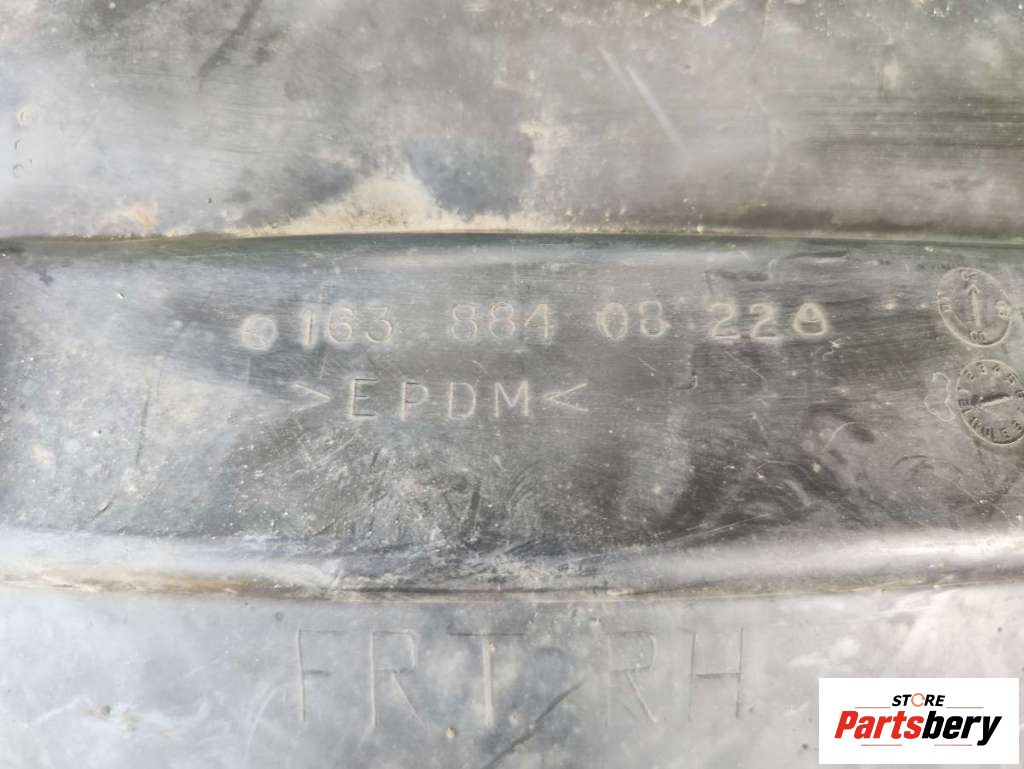 163 884 08 22
>EPDM<
FRT RH
STORE
Partsbery